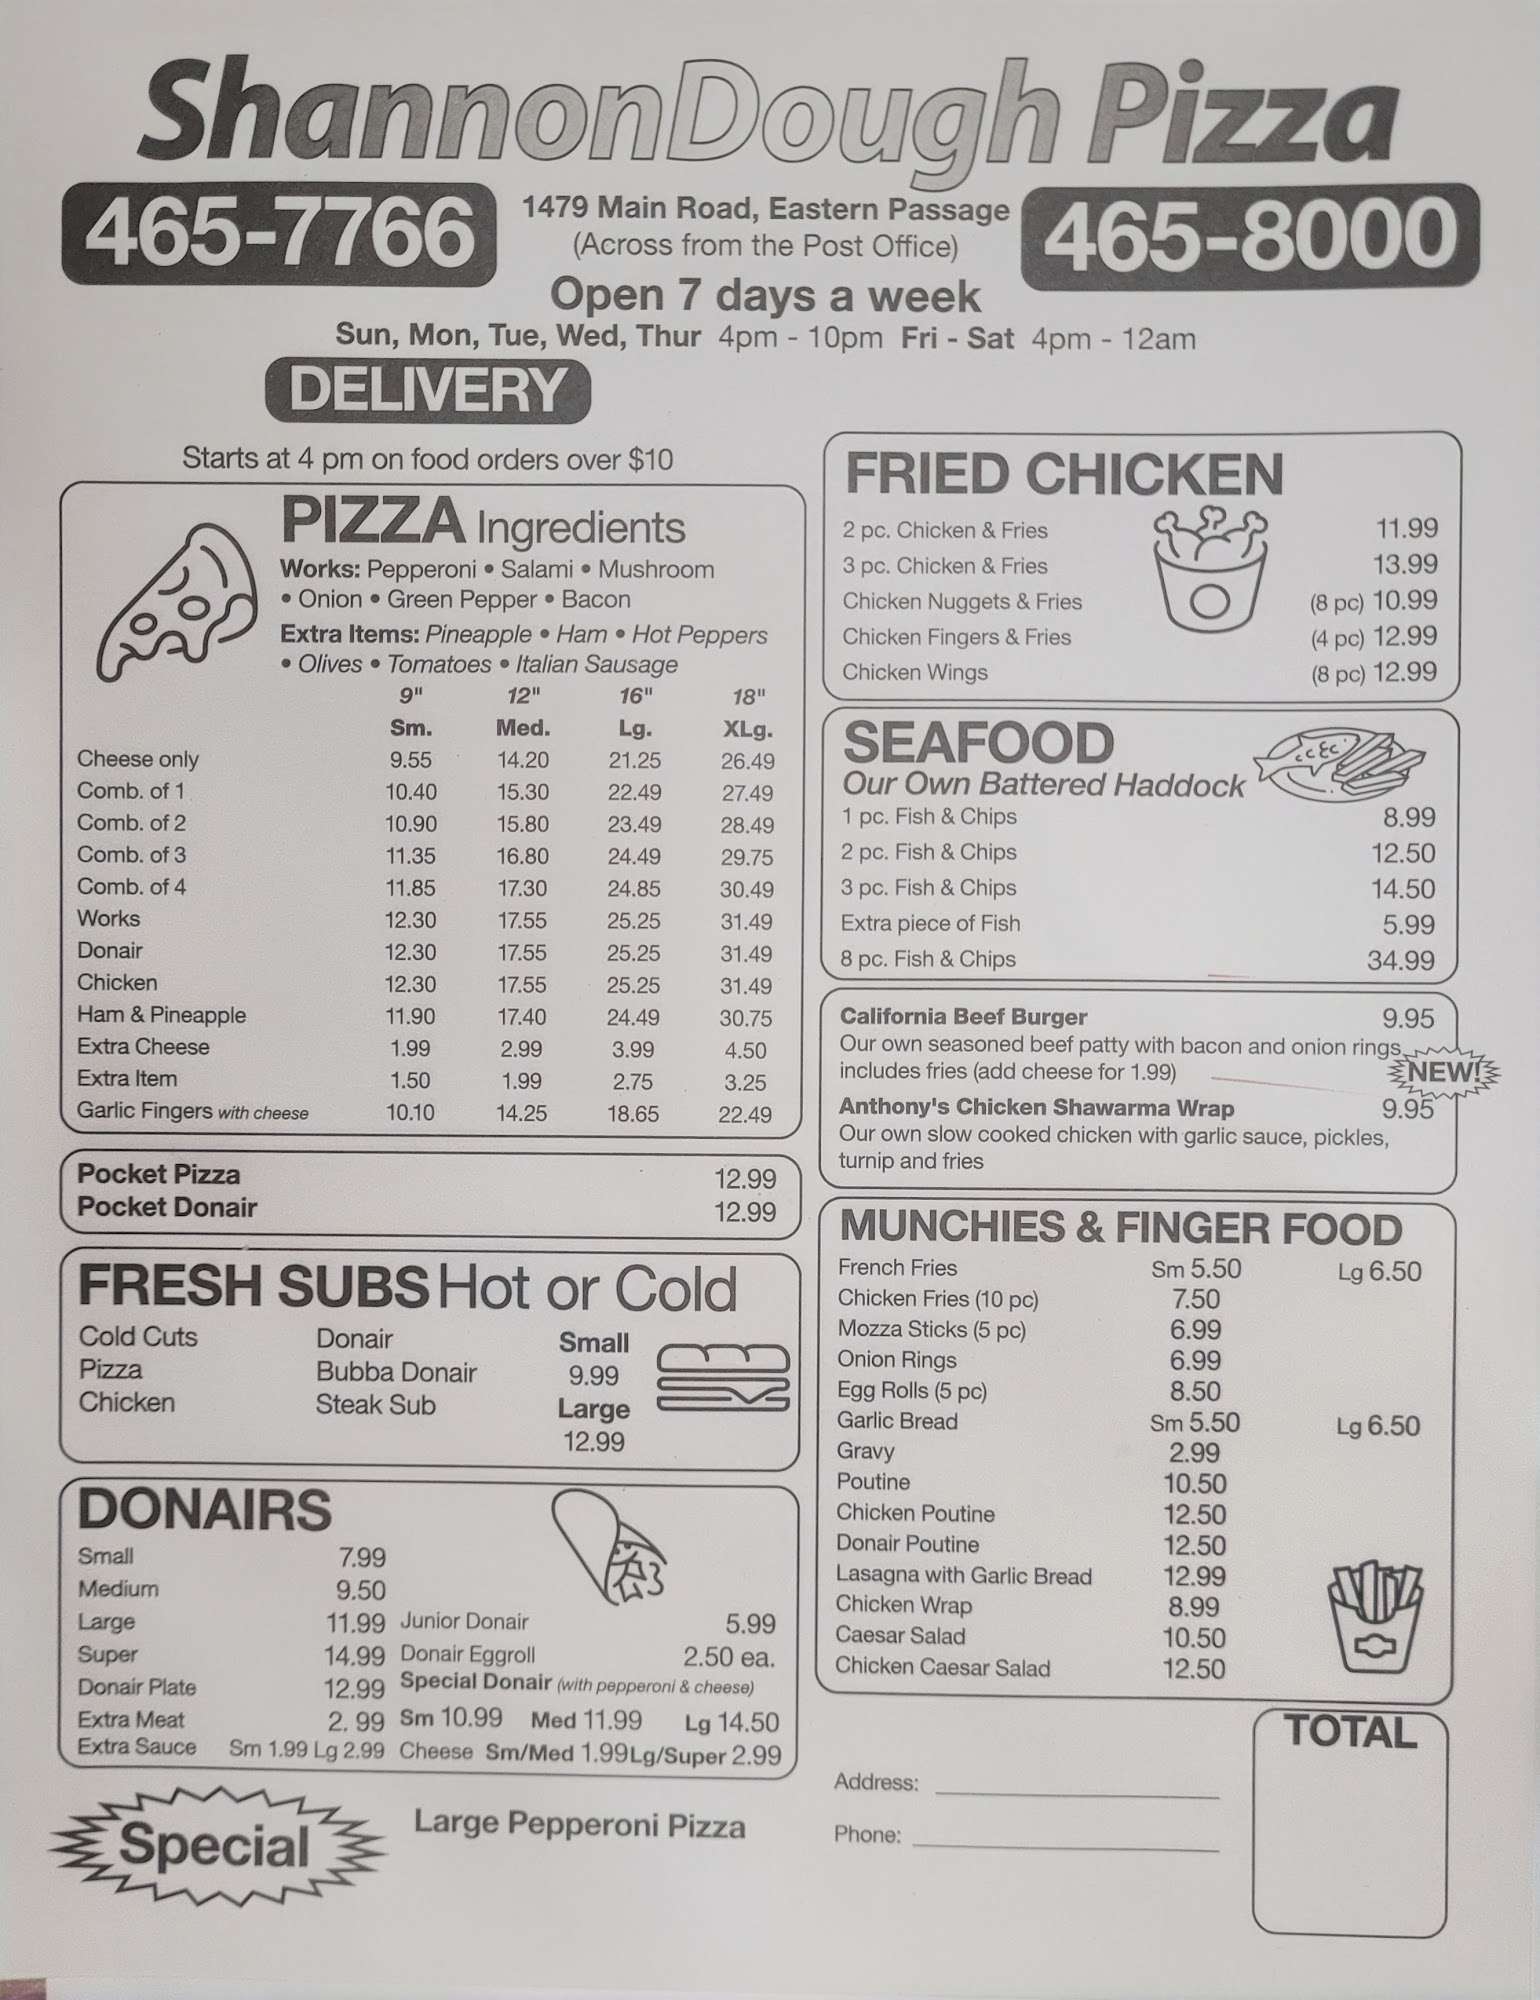 ShannonDough Pizza
465-7766
1479 Main Road, Eastern Passage
(Across from the Post Office)
465-8000
Open 7 days a week
Sun, Mon, Tue, Wed, Thur 4pm - 10pm Fri - Sat 4pm - 12am
DELIVERY
Starts at 4 pm on food orders over $10
PIZZA Ingredients
Works: Pepperoni • Salami • Mushroom
• Onion • Green Pepper • Bacon
Extra Items: Pineapple • Ham • Hot Peppers
• Olives • Tomatoes • Italian Sausage
9" 12" 16" 18"
Sm. Med. Lg. XLg.
Cheese only 9.55 14.20 21.25 26.49
Comb. of 1 10.40 15.30 22.49 27.49
Comb. of 2 10.90 15.80 23.49 28.49
Comb. of 3 11.35 16.80 24.49 29.75
Comb. of 4 11.85 17.30 24.85 30.49
Works 12.30 17.55 25.25 31.49
Donair 12.30 17.55 25.25 31.49
Chicken 12.30 17.55 25.25 31.49
Ham & Pineapple 11.90 17.40 24.49 30.75
Extra Cheese 1.99 2.99 3.99 4.50
Extra Item 1.50 1.99 2.75 3.25
Garlic Fingers with cheese 10.10 14.25 18.65 22.49
Pocket Pizza 12.99
Pocket Donair 12.99
FRESH SUBS Hot or Cold
Cold Cuts Donair Small
Pizza Bubba Donair 9.99
Chicken Steak Sub Large
12.99
DONAIRS
Small 7.99
Medium 9.50
Large 11.99 Junior Donair 5.99
Super 14.99 Donair Eggroll 2.50 ea.
Donair Plate 12.99 Special Donair (with pepperoni & cheese)
Extra Meat 2. 99 Sm 10.99 Med 11.99 Lg 14.50
Extra Sauce Sm 1.99 Lg 2.99 Cheese Sm/Med 1.99 Lg/Super 2.99
Special
Large Pepperoni Pizza
FRIED CHICKEN
2 pc. Chicken & Fries 11.99
3 pc. Chicken & Fries 13.99
Chicken Nuggets & Fries (8 pc) 10.99
Chicken Fingers & Fries (4 pc) 12.99
Chicken Wings (8 pc) 12.99
SEAFOOD
Our Own Battered Haddock
1 pc. Fish & Chips 8.99
2 pc. Fish & Chips 12.50
3 pc. Fish & Chips 14.50
Extra piece of Fish 5.99
8 pc. Fish & Chips 34.99
California Beef Burger 9.95
Our own seasoned beef patty with bacon and onion rings
includes fries (add cheese for 1.99)
NEW!
Anthony's Chicken Shawarma Wrap 9.95
Our own slow cooked chicken with garlic sauce, pickles,
turnip and fries
MUNCHIES & FINGER FOOD
French Fries Sm 5.50 Lg 6.50
Chicken Fries (10 pc) 7.50
Mozza Sticks (5 pc) 6.99
Onion Rings 6.99
Egg Rolls (5 pc) 8.50
Garlic Bread Sm 5.50 Lg 6.50
Gravy 2.99
Poutine 10.50
Chicken Poutine 12.50
Donair Poutine 12.50
Lasagna with Garlic Bread 12.99
Chicken Wrap 8.99
Caesar Salad 10.50
Chicken Caesar Salad 12.50
TOTAL
Address:
Phone: